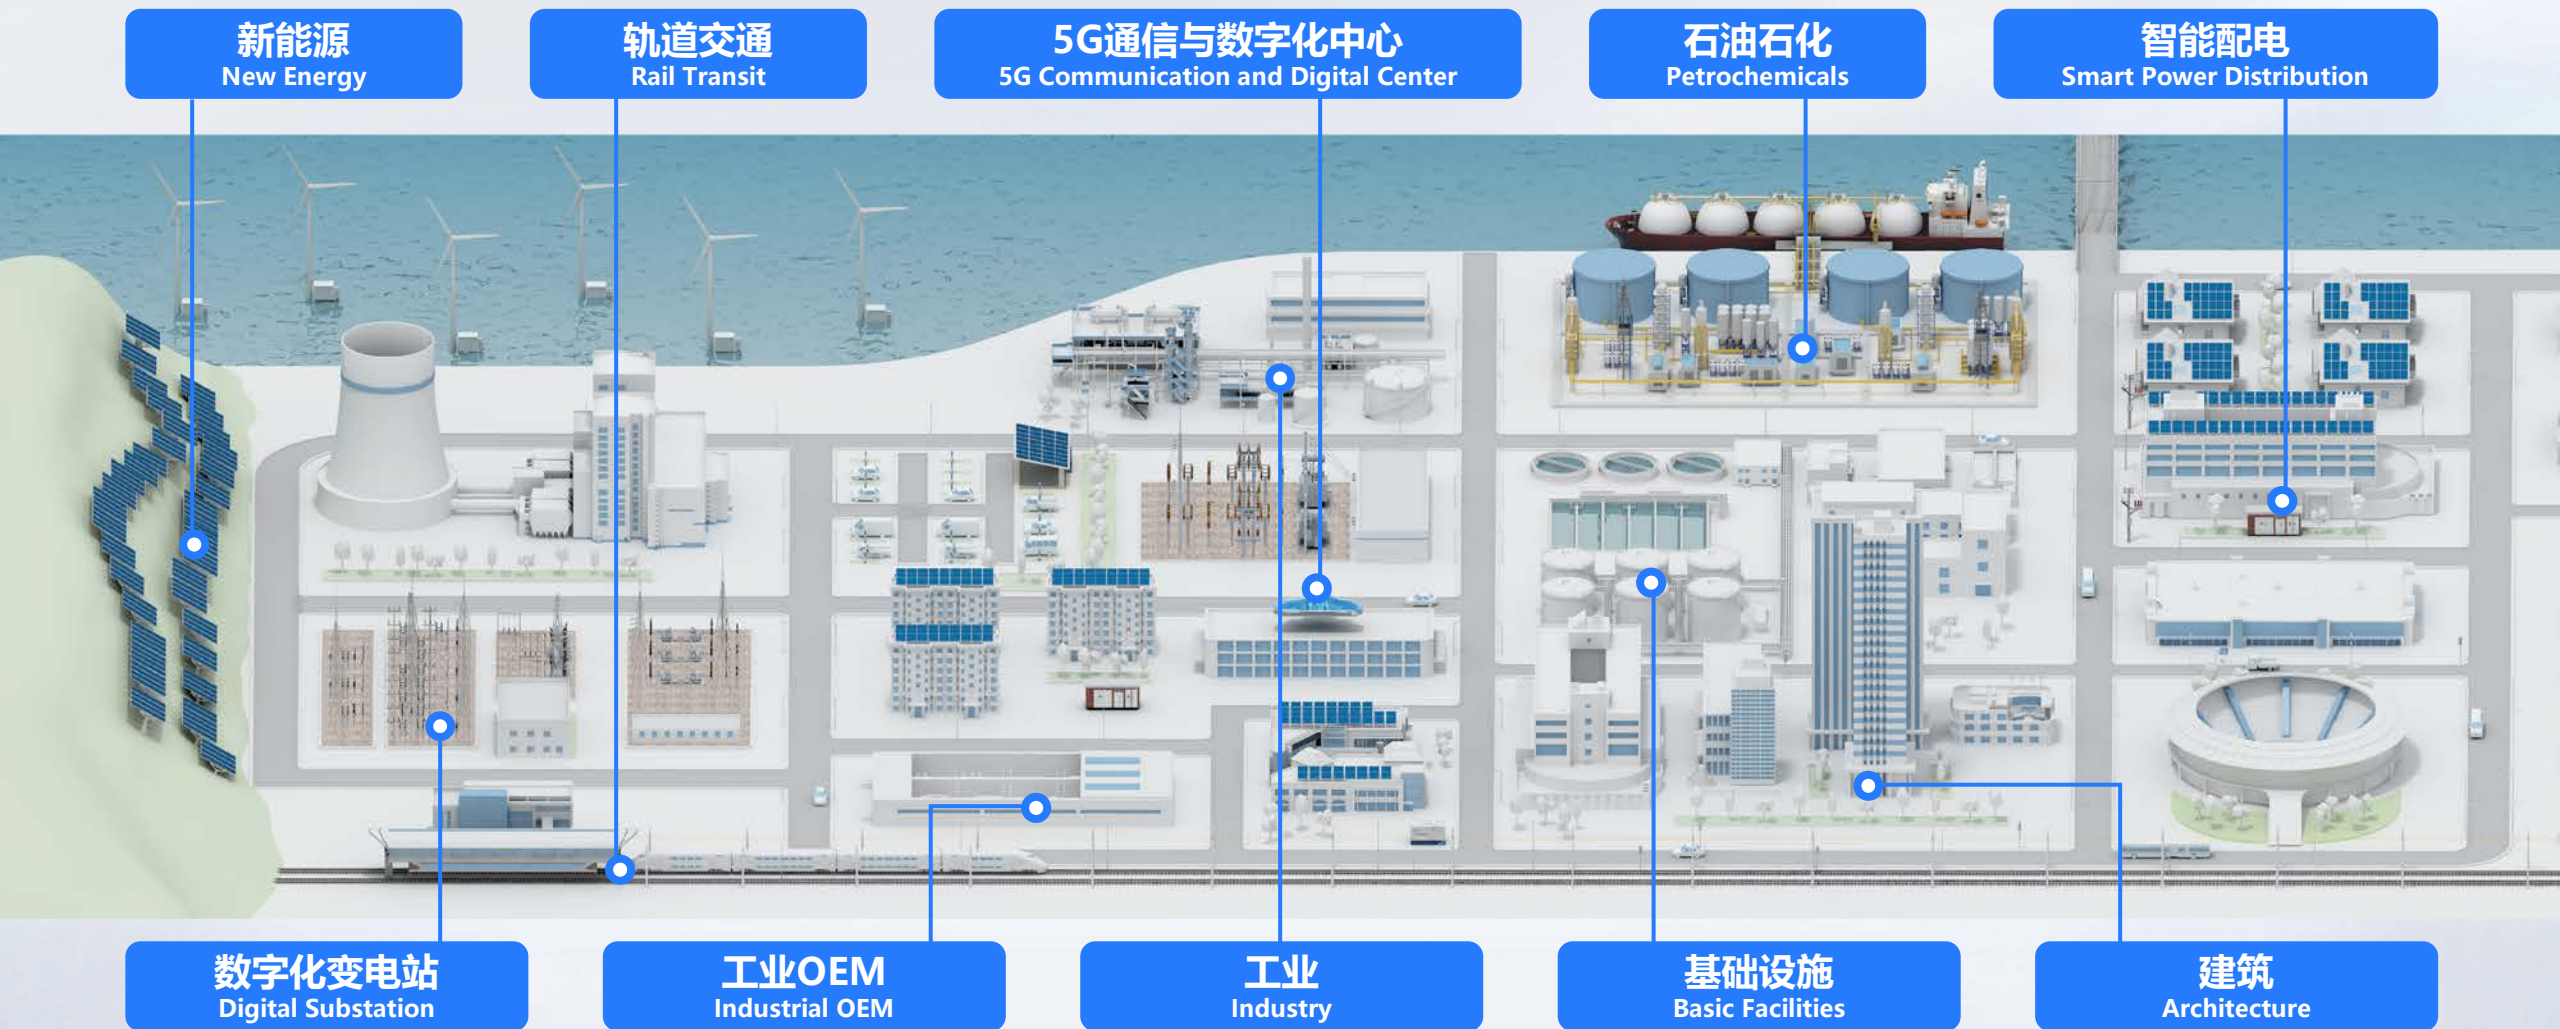 新能源
New Energy
轨道交通
Rail Transit
5G通信与数字化中心
5G Communication and Digital Center
石油石化
Petrochemicals
智能配电
Smart Power Distribution
数字化变电站
Digital Substation
工业OEM
Industrial OEM
工业
Industry
基础设施
Basic Facilities
建筑
Architecture